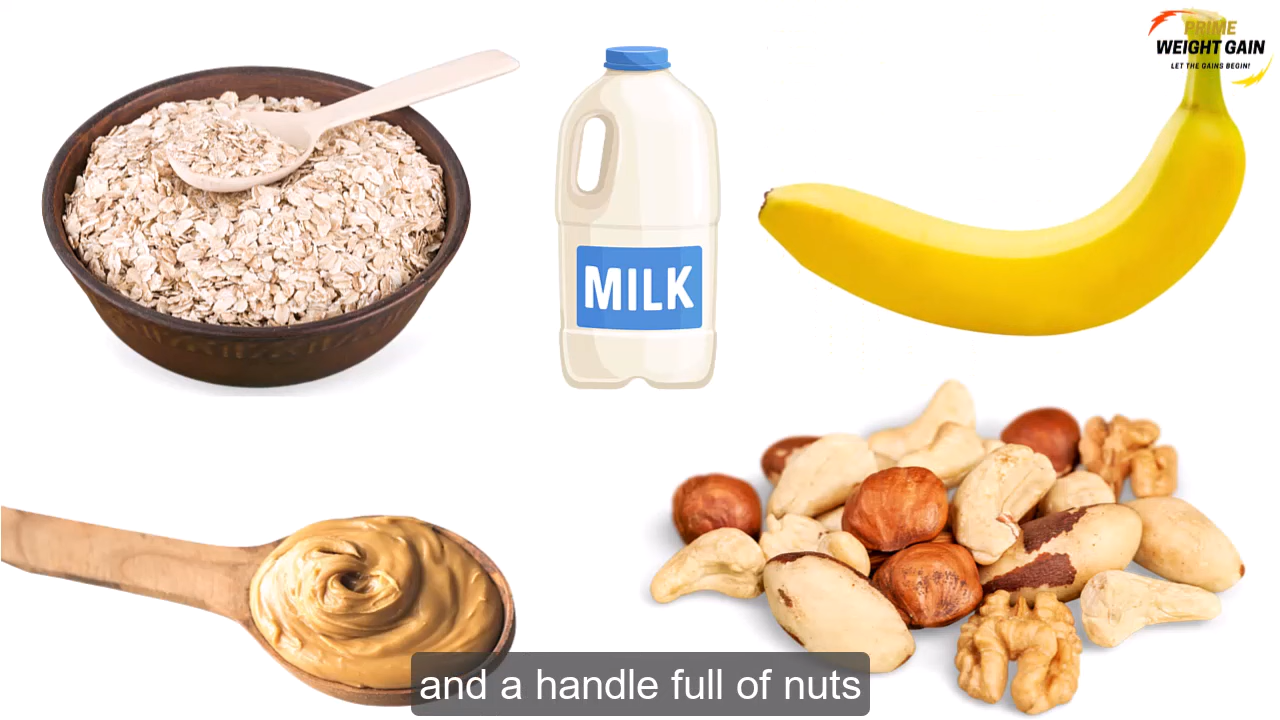 PRIME
WEIGHT GAIN
LET THE GAINS BEGIN!
MILK
and a handle full of nuts